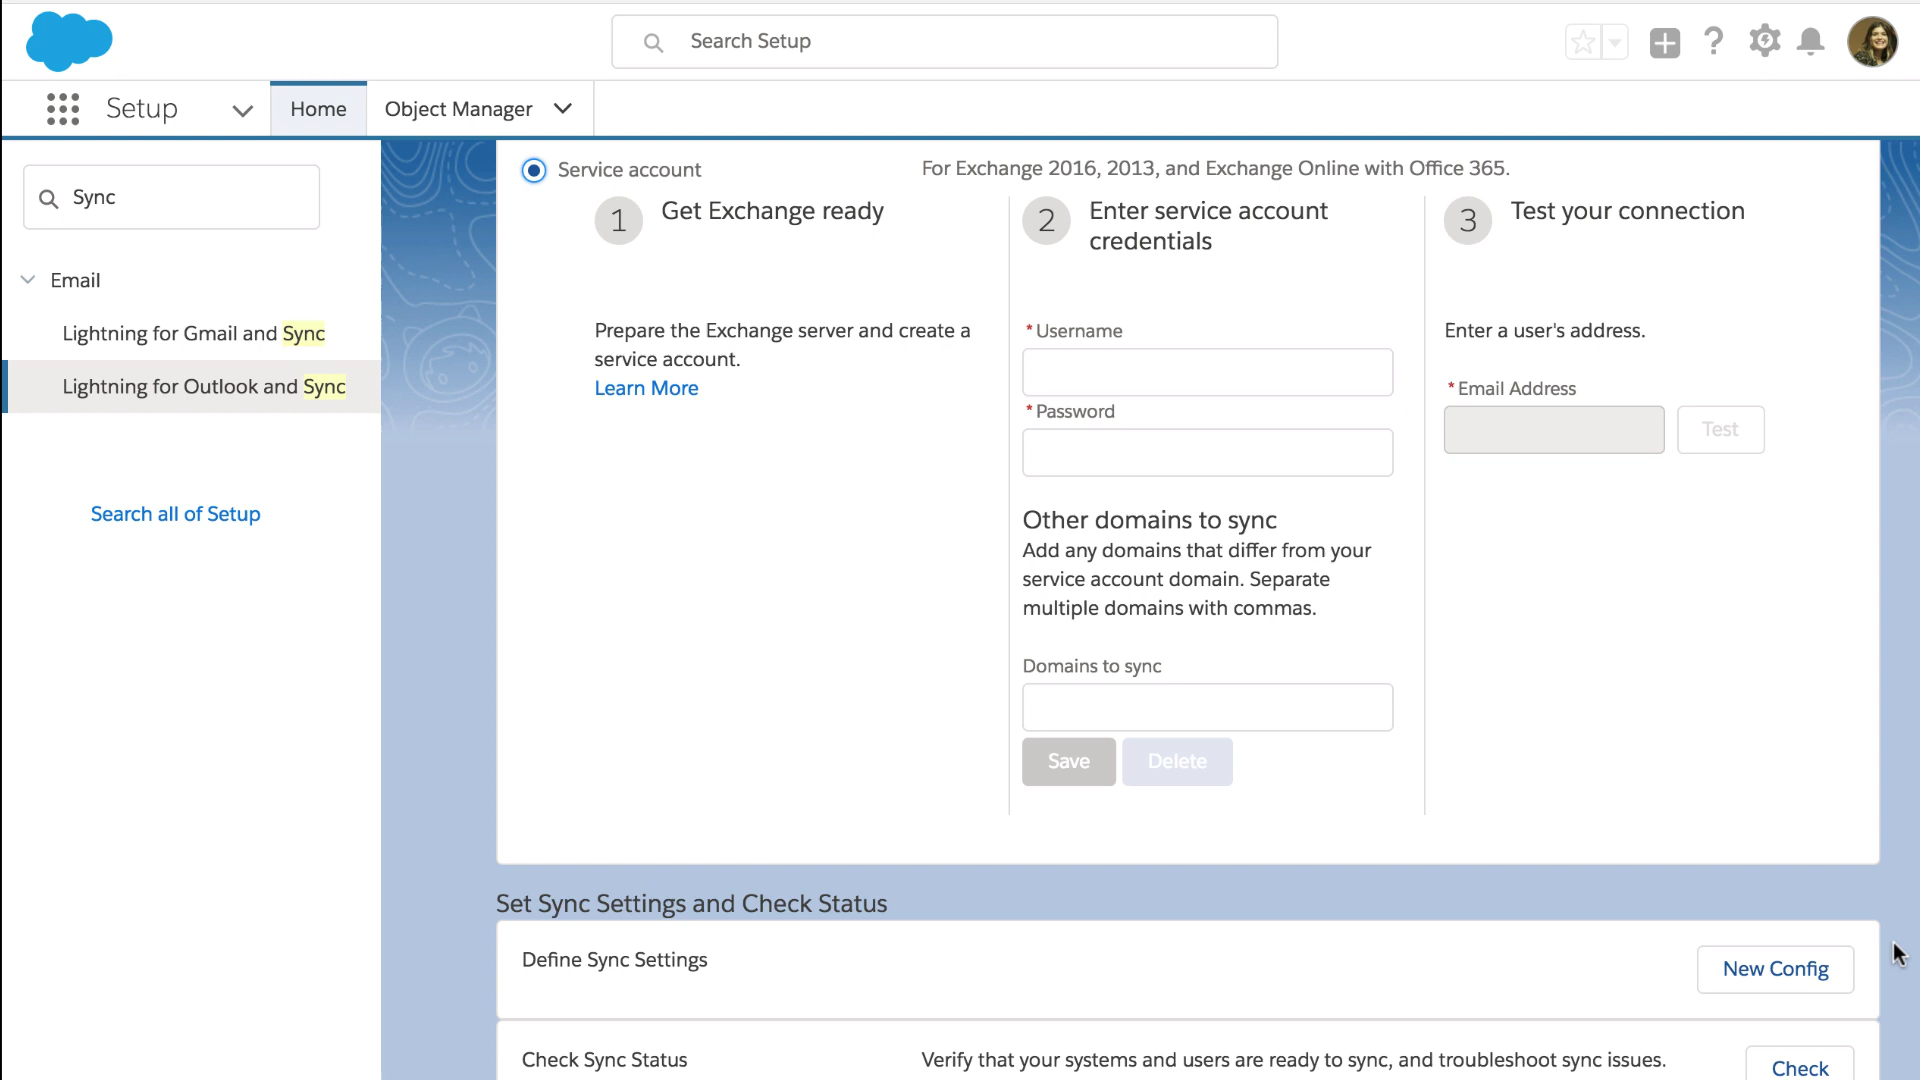 Search Setup
Setup
Home
Object Manager
Sync
Email
Lightning for Gmail and Sync
Lightning for Outlook and Sync
Search all of Setup
Service account
For Exchange 2016, 2013, and Exchange Online with Office 365.
1
Get Exchange ready
Prepare the Exchange server and create a
service account.
Learn More
2
Enter service account
credentials
*Username
*Password
Other domains to sync
Add any domains that differ from your
service account domain. Separate
multiple domains with commas.
Domains to sync
Save
Delete
3
Test your connection
Enter a user's address.
*Email Address
Test
Set Sync Settings and Check Status
Define Sync Settings
New Config
Check Sync Status
Verify that your systems and users are ready to sync, and troubleshoot sync issues.
Check